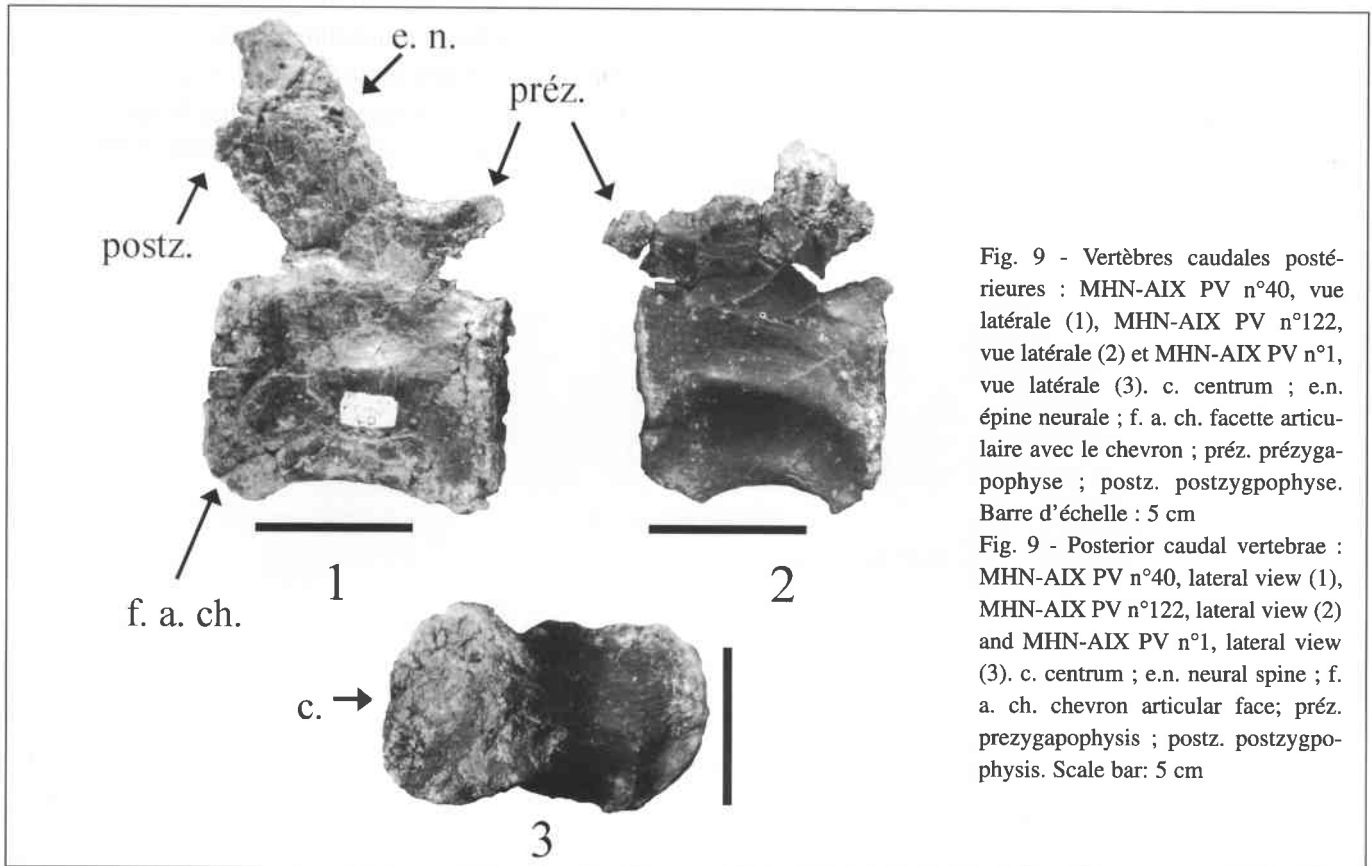 e. n.
préz.
postz.
f. a. ch.
1
2
c.
3
Fig. 9 - Vertèbres caudales posté-
rieures : MHN-AIX PV n°40, vue
latérale (1), MHN-AIX PV n°122,
vue latérale (2) et MHN-AIX PV n°1,
vue latérale (3). c. centrum ; e.n.
épine neurale ; f. a. ch. facette articu-
laire avec le chevron ; préz. prézyga-
pophyse ; postz. postzygpophyse.
Barre d'échelle : 5 cm
Fig. 9 - Posterior caudal vertebrae :
MHN-AIX PV n°40, lateral view (1),
MHN-AIX PV n°122, lateral view (2)
and MHN-AIX PV n°1, lateral view
(3). c. centrum ; e.n. neural spine ; f.
a. ch. chevron articular face; préz.
prezygapophysis ; postz. postzygpo-
physis. Scale bar: 5 cm